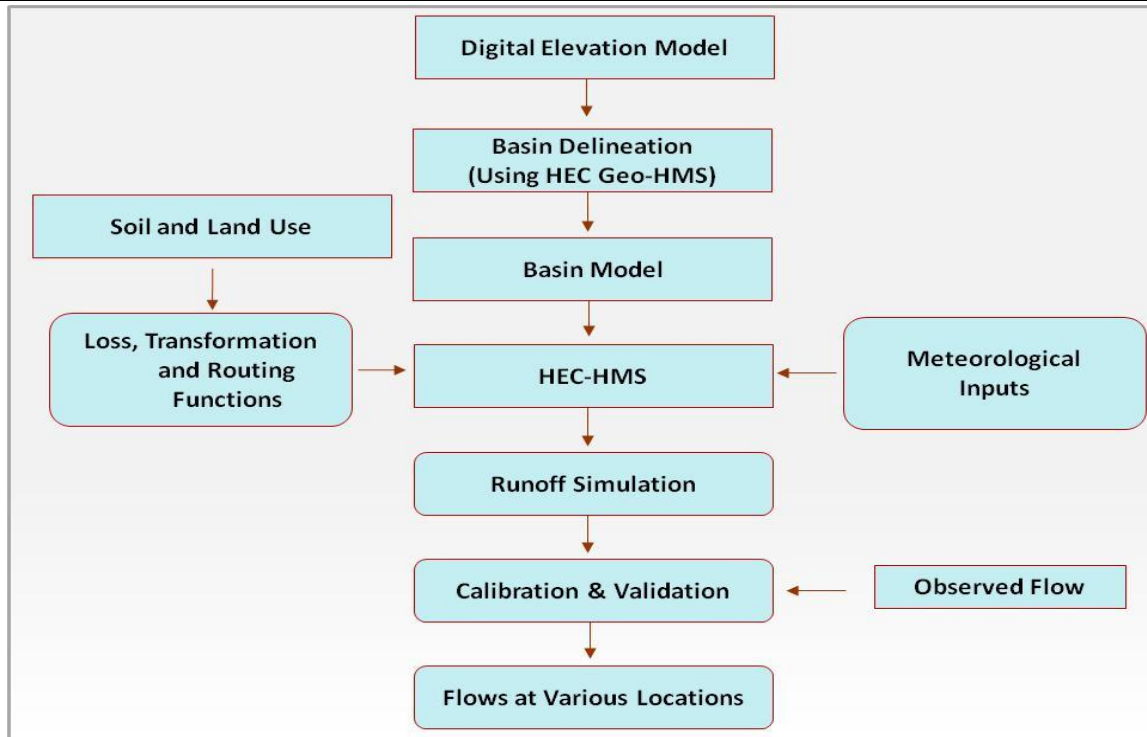 Digital Elevation Model
Basin Delineation
(Using HEC Geo-HMS)
Soil and Land Use
Basin Model
Loss, Transformation
and Routing
Functions
HEC-HMS
Meteorological
Inputs
Runoff Simulation
Calibration & Validation
Observed Flow
Flows at Various Locations